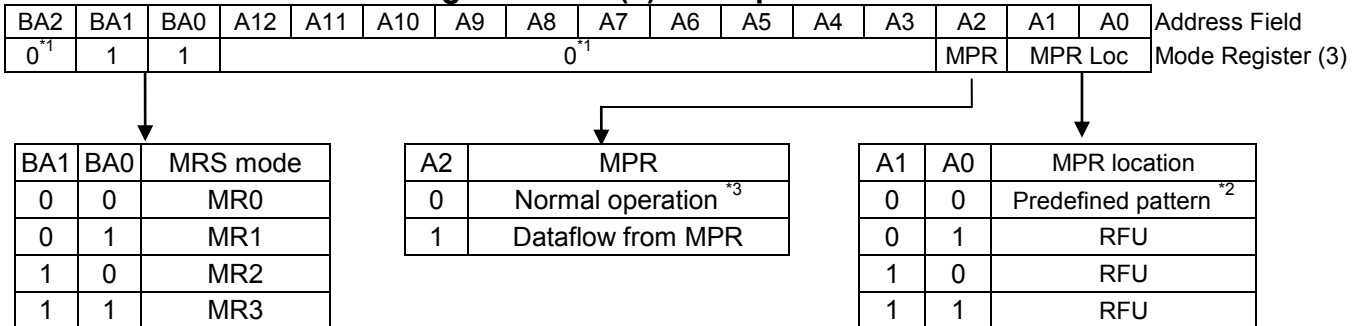 BA2 BA1 BA0 A12 A11 A10 A9 A8 A7 A6 A5 A4 A3 A2 A1 A0 Address Field
0*1 1 1 0*1 MPR MPR Loc Mode Register (3)
BA1 BA0 MRS mode
0 0 MR0
0 1 MR1
1 0 MR2
1 1 MR3
A2 MPR
0 Normal operation *3
1 Dataflow from MPR
A1 A0 MPR location
0 0 Predefined pattern *2
0 1 RFU
1 0 RFU
1 1 RFU